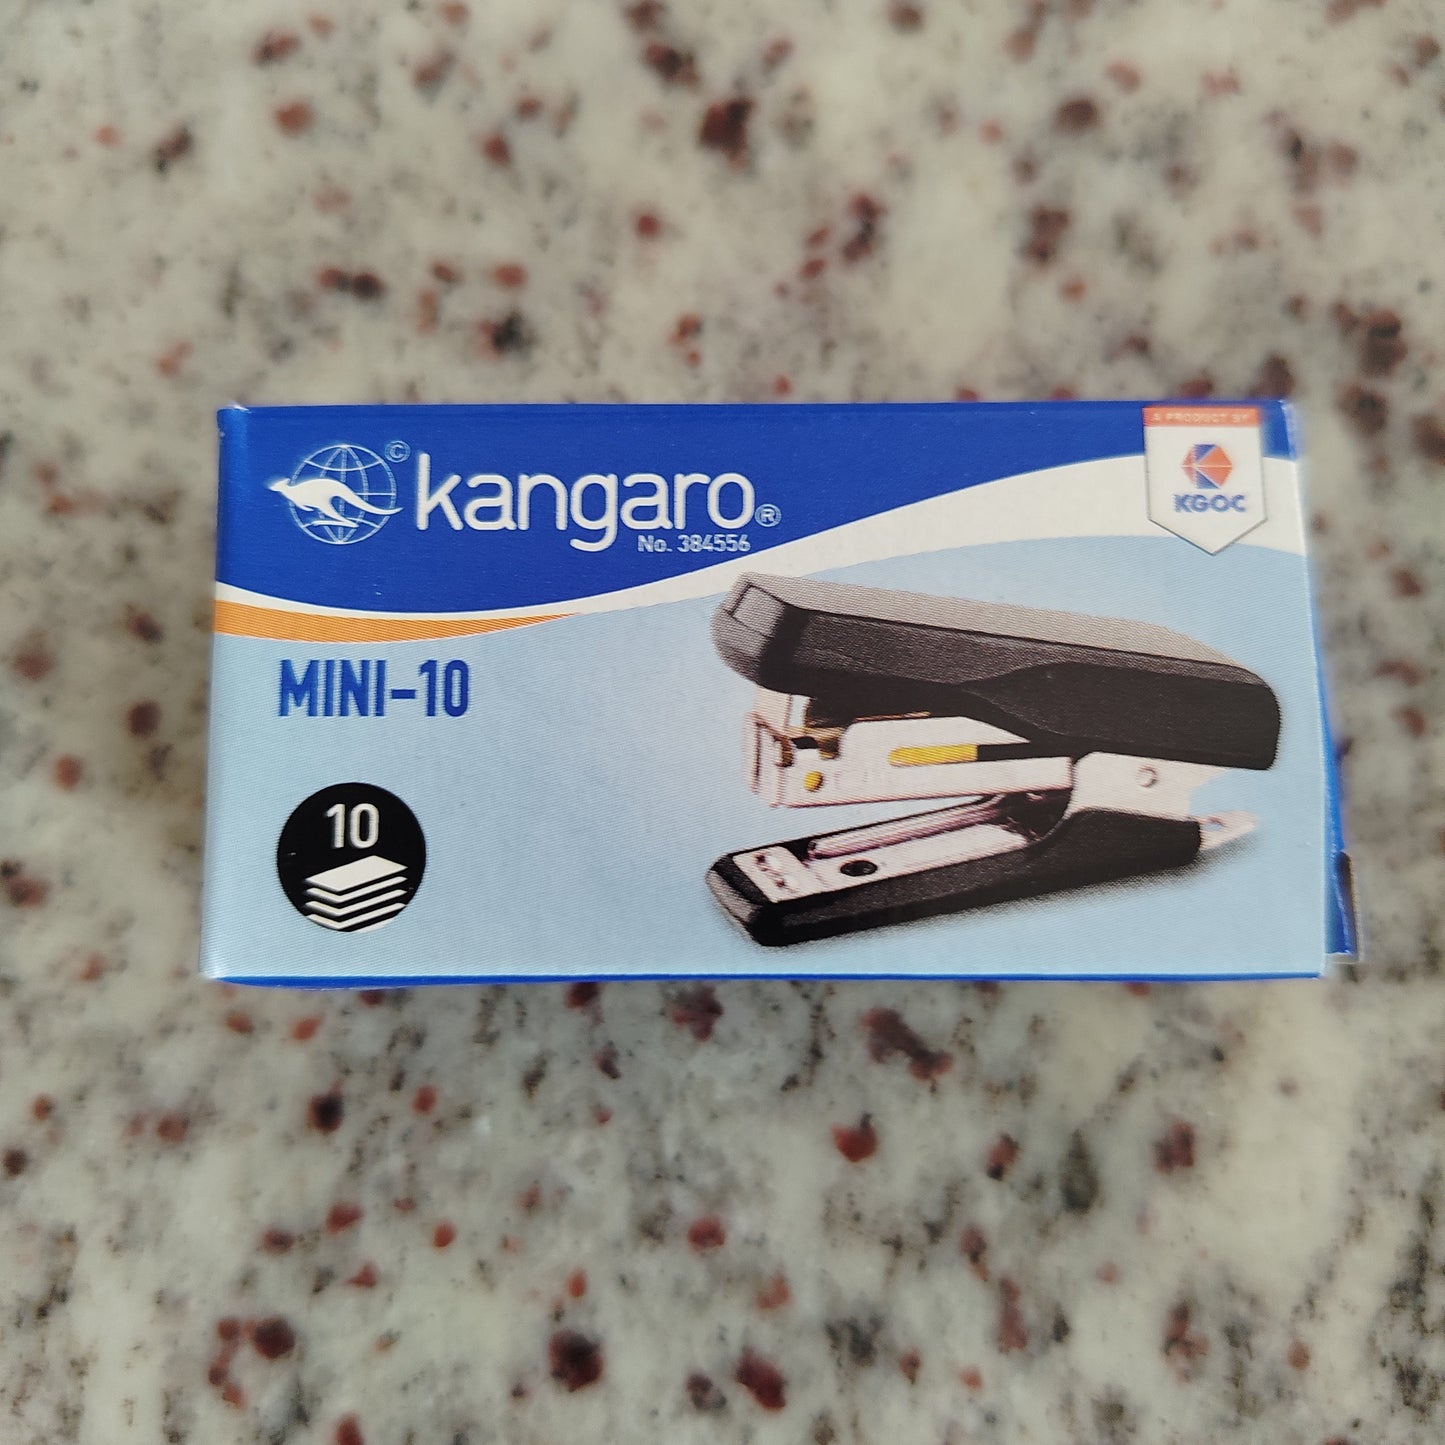 ©
kangaro®
No. 384556
A PRODUCT BY
KGOC
MINI-10
10